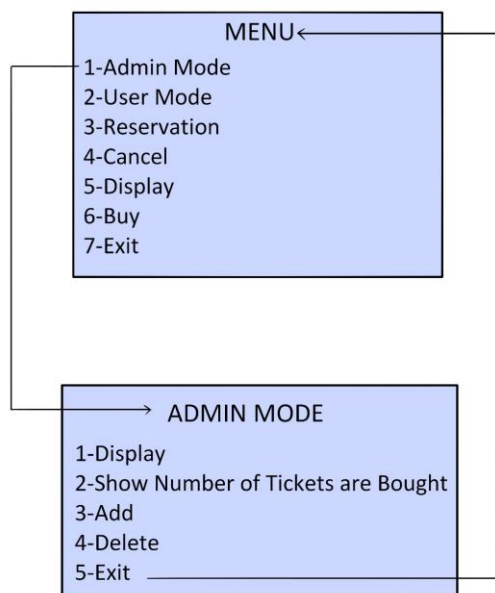 MENU
1-Admin Mode
2-User Mode
3-Reservation
4-Cancel
5-Display
6-Buy
7-Exit
ADMIN MODE
1-Display
2-Show Number of Tickets are Bought
3-Add
4-Delete
5-Exit